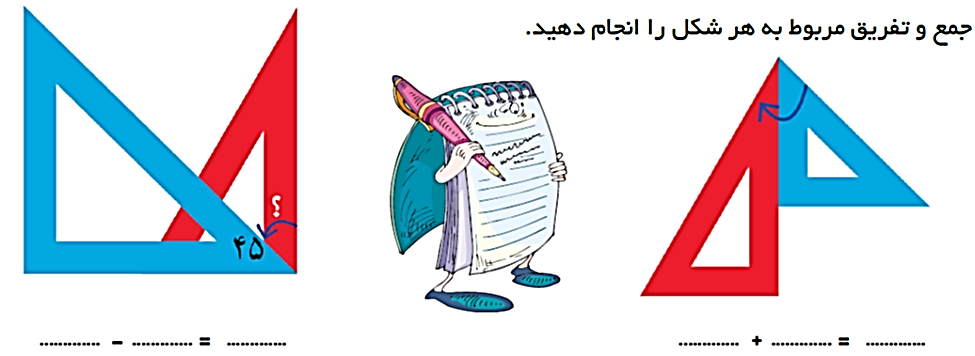 جمع و تفریق مربوط به هر شکل را انجام دهید.
؟
۴۵
.............. + .............. = ..............
.............. – .............. = ..............